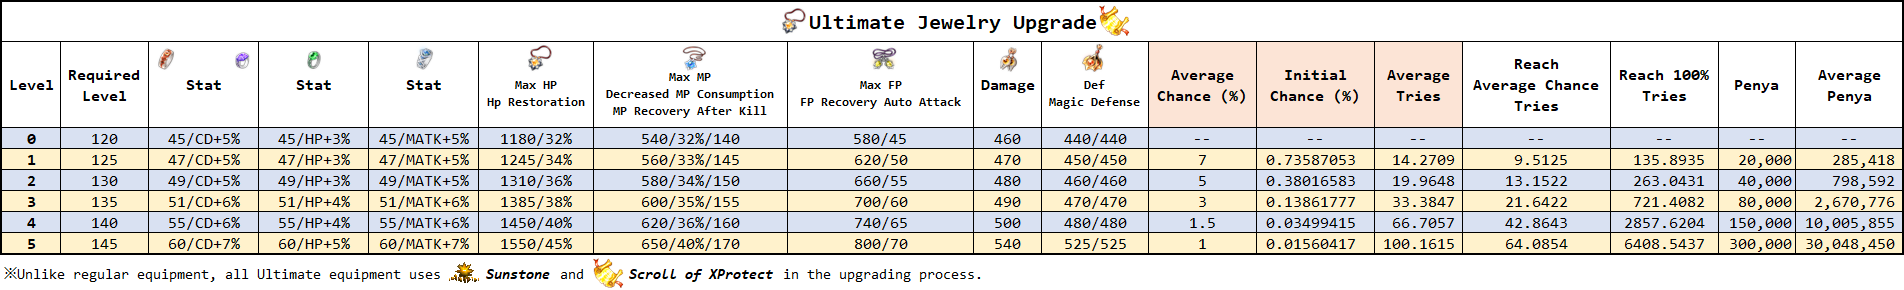 Ultimate Jewelry Upgrade
Level Required Level Stat Stat Stat Max HP Hp Restoration Max MP Decreased MP Consumption MP Recovery After Kill Max FP FP Recovery Auto Attack Damage Def Magic Defense Average Chance (%) Initial Chance (%) Average Tries Reach Average Chance Tries Reach 100% Tries Penya Average Penya
0 120 45/CD+5% 45/HP+3% 45/MATK+5% 1180/32% 540/32%/140 580/45 460 440/440 -- -- -- -- -- -- --
1 125 47/CD+5% 47/HP+3% 47/MATK+5% 1245/34% 560/33%/145 620/50 470 450/450 7 0.73587053 14.2709 9.5125 135.8935 20,000 285,418
2 130 49/CD+5% 49/HP+3% 49/MATK+5% 1310/36% 580/34%/150 660/55 480 460/460 5 0.38016583 19.9648 13.1522 263.0431 40,000 798,592
3 135 51/CD+6% 51/HP+4% 51/MATK+6% 1385/38% 600/35%/155 700/60 490 470/470 3 0.13861777 33.3847 21.6422 721.4082 80,000 2,670,776
4 140 55/CD+6% 55/HP+4% 55/MATK+6% 1450/40% 620/36%/160 740/65 500 480/480 1.5 0.03499415 66.7057 42.8643 2857.6204 150,000 10,005,855
5 145 60/CD+7% 60/HP+5% 60/MATK+7% 1550/45% 650/40%/170 800/70 540 525/525 1 0.01560417 100.1615 64.0854 6408.5437 300,000 30,048,450
※Unlike regular equipment, all Ultimate equipment uses Sunstone and Scroll of XProtect in the upgrading process.